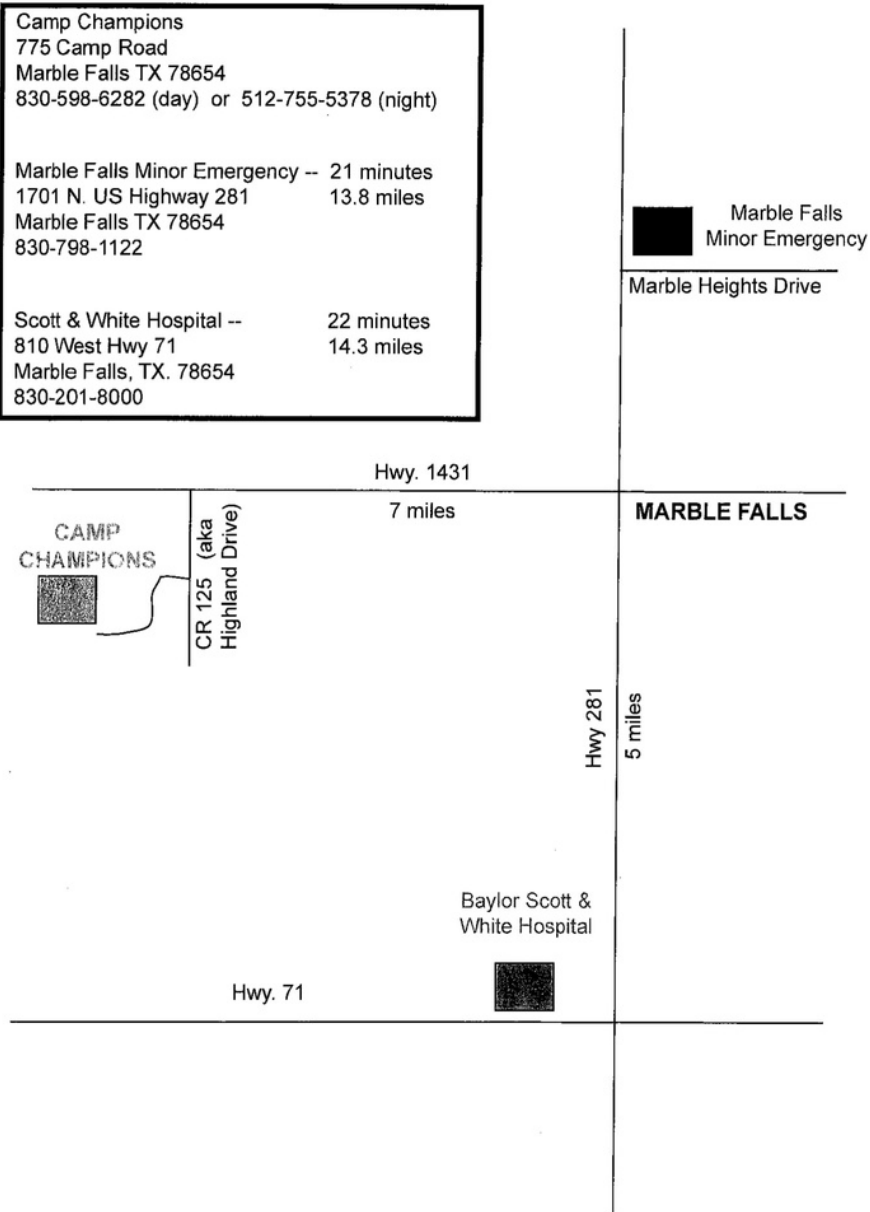 Camp Champions
775 Camp Road
Marble Falls TX 78654
830-598-6282 (day) or 512-755-5378 (night)
Marble Falls Minor Emergency -- 21 minutes
1701 N. US Highway 281 13.8 miles
Marble Falls TX 78654
830-798-1122
Scott & White Hospital -- 22 minutes
810 West Hwy 71 14.3 miles
Marble Falls, TX. 78654
830-201-8000
Marble Falls
Minor Emergency
Marble Heights Drive
Hwy. 1431
7 miles
MARBLE FALLS
CAMP
CHAMPIONS
CR 125 (aka
Highland Drive)
Hwy 281
5 miles
Baylor Scott &
White Hospital
Hwy. 71